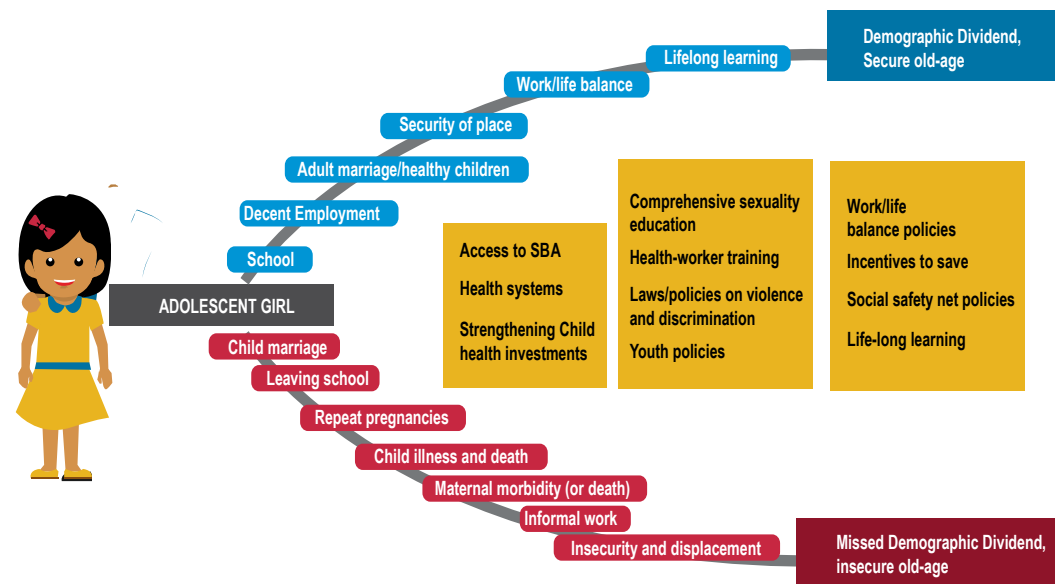 Demographic Dividend,
Secure old-age
Lifelong learning
Work/life balance
Security of place
Adult marriage/healthy children
Decent Employment
School
ADOLESCENT GIRL
Access to SBA
Health systems
Strengthening Child
health investments
Comprehensive sexuality
education
Health-worker training
Laws/policies on violence
and discrimination
Youth policies
Work/life
balance policies
Incentives to save
Social safety net policies
Life-long learning
Child marriage
Leaving school
Repeat pregnancies
Child illness and death
Maternal morbidity (or death)
Informal work
Insecurity and displacement
Missed Demographic Dividend,
insecure old-age